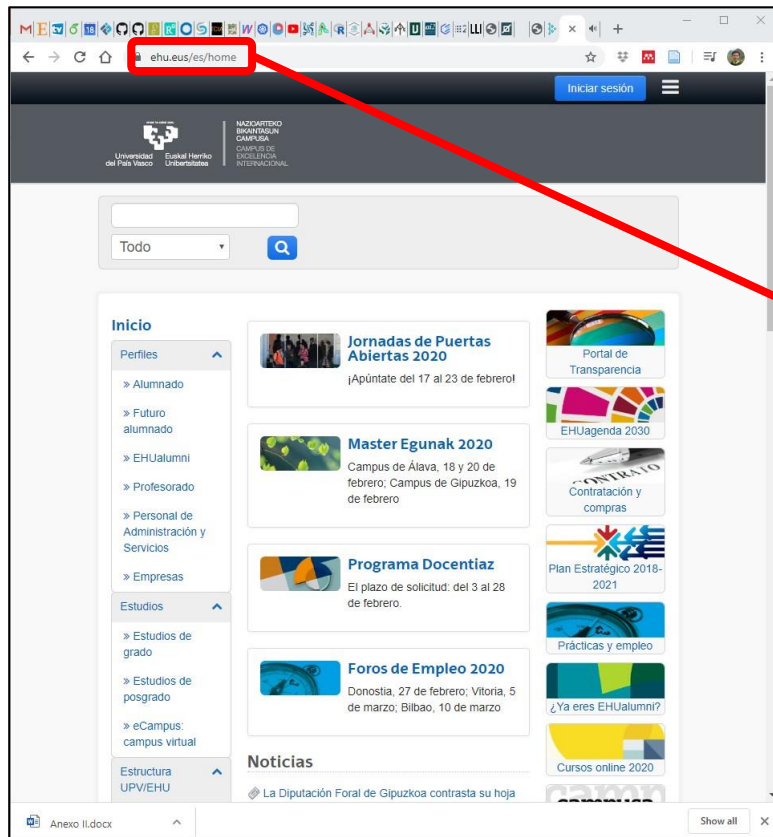 ehu.eus/es/home
Iniciar sesión
Universidad
del País Vasco
Euskal Herriko
Unibertsitatea
NAZIOARTEKO
BIKAINTASUN
CAMPUSA
CAMPUS DE
EXCELENCIA
INTERNACIONAL
Todo
Inicio
Perfiles
» Alumnado
» Futuro
alumnado
» EHUalumni
» Profesorado
» Personal de
Administración y
Servicios
» Empresas
Estudios
» Estudios de
grado
» Estudios de
posgrado
» eCampus:
campus virtual
Estructura
UPV/EHU
Jornadas de Puertas
Abiertas 2020
¡Apúntate del 17 al 23 de febrero!
Master Egunak 2020
Campus de Álava, 18 y 20 de
febrero; Campus de Gipuzkoa, 19
de febrero
Programa Docentiaz
El plazo de solicitud: del 3 al 28
de febrero.
Foros de Empleo 2020
Donostia, 27 de febrero; Vitoria, 5
de marzo; Bilbao, 10 de marzo
Noticias
La Diputación Foral de Gipuzkoa contrasta su hoja
Portal de
Transparencia
EHUagenda 2030
CONTRATO
Contratación y
compras
Plan Estratégico 2018-
2021
Prácticas y empleo
¿Ya eres EHUalumni?
Cursos online 2020
Anexo II.docx
Show all